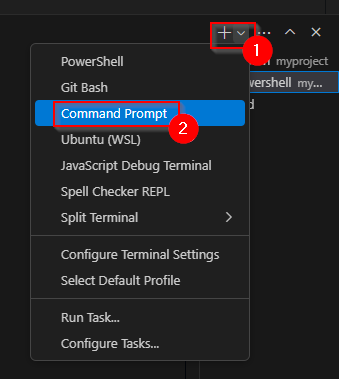 1
myproject
PowerShell
ershell my...
Git Bash
Command Prompt
2
Ubuntu (WSL)
JavaScript Debug Terminal
Spell Checker REPL
Split Terminal
Configure Terminal Settings
Select Default Profile
Run Task...
Configure Tasks...